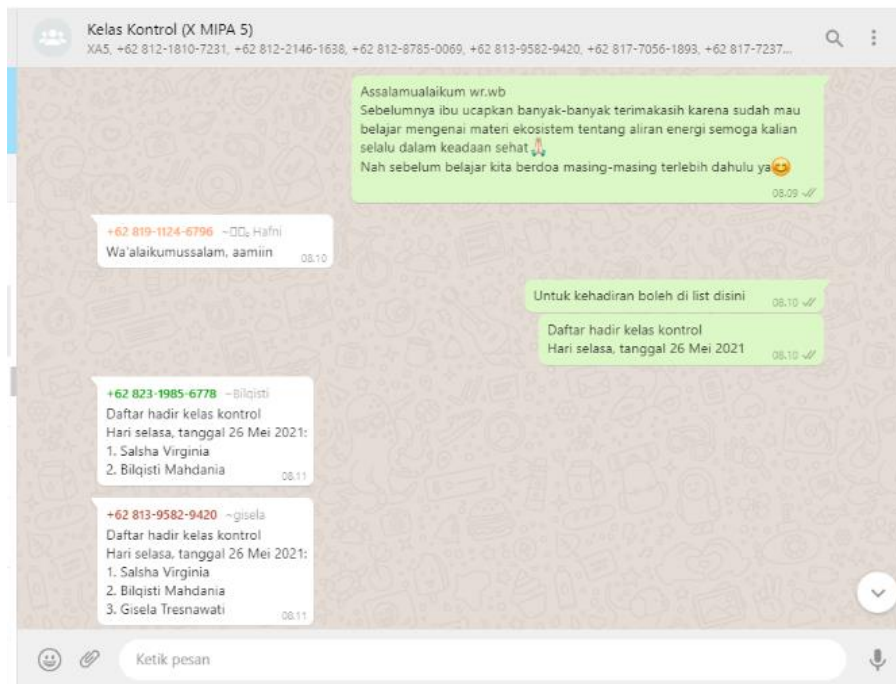 Kelas Kontrol (X MIPA 5)
XA5, +62 812-1810-7231, +62 812-2146-1638, +62 812-8785-0069, +62 813-9582-9420, +62 817-7056-1893, +62 817-7237...
Assalamualaikum wr.wb
Sebelumnya ibu ucapkan banyak-banyak terimakasih karena sudah mau
belajar mengenai materi ekosistem tentang aliran energi semoga kalian
selalu dalam keadaan sehat🙏
Nah sebelum belajar kita berdoa masing-masing terlebih dahulu ya😊
08.09
+62 819-1124-6796 ~ Hafni
Wa'alaikumussalam, aamiin
08.10
Untuk kehadiran boleh di list disini
08.10
Daftar hadir kelas kontrol
Hari selasa, tanggal 26 Mei 2021
08.10
+62 823-1985-6778 ~Bilqisti
Daftar hadir kelas kontrol
Hari selasa, tanggal 26 Mei 2021:
1. Salsha Virginia
2. Bilqisti Mahdania
08.11
+62 813-9582-9420 ~gisela
Daftar hadir kelas kontrol
Hari selasa, tanggal 26 Mei 2021:
1. Salsha Virginia
2. Bilqisti Mahdania
3. Gisela Tresnawati
08.11
Ketik pesan